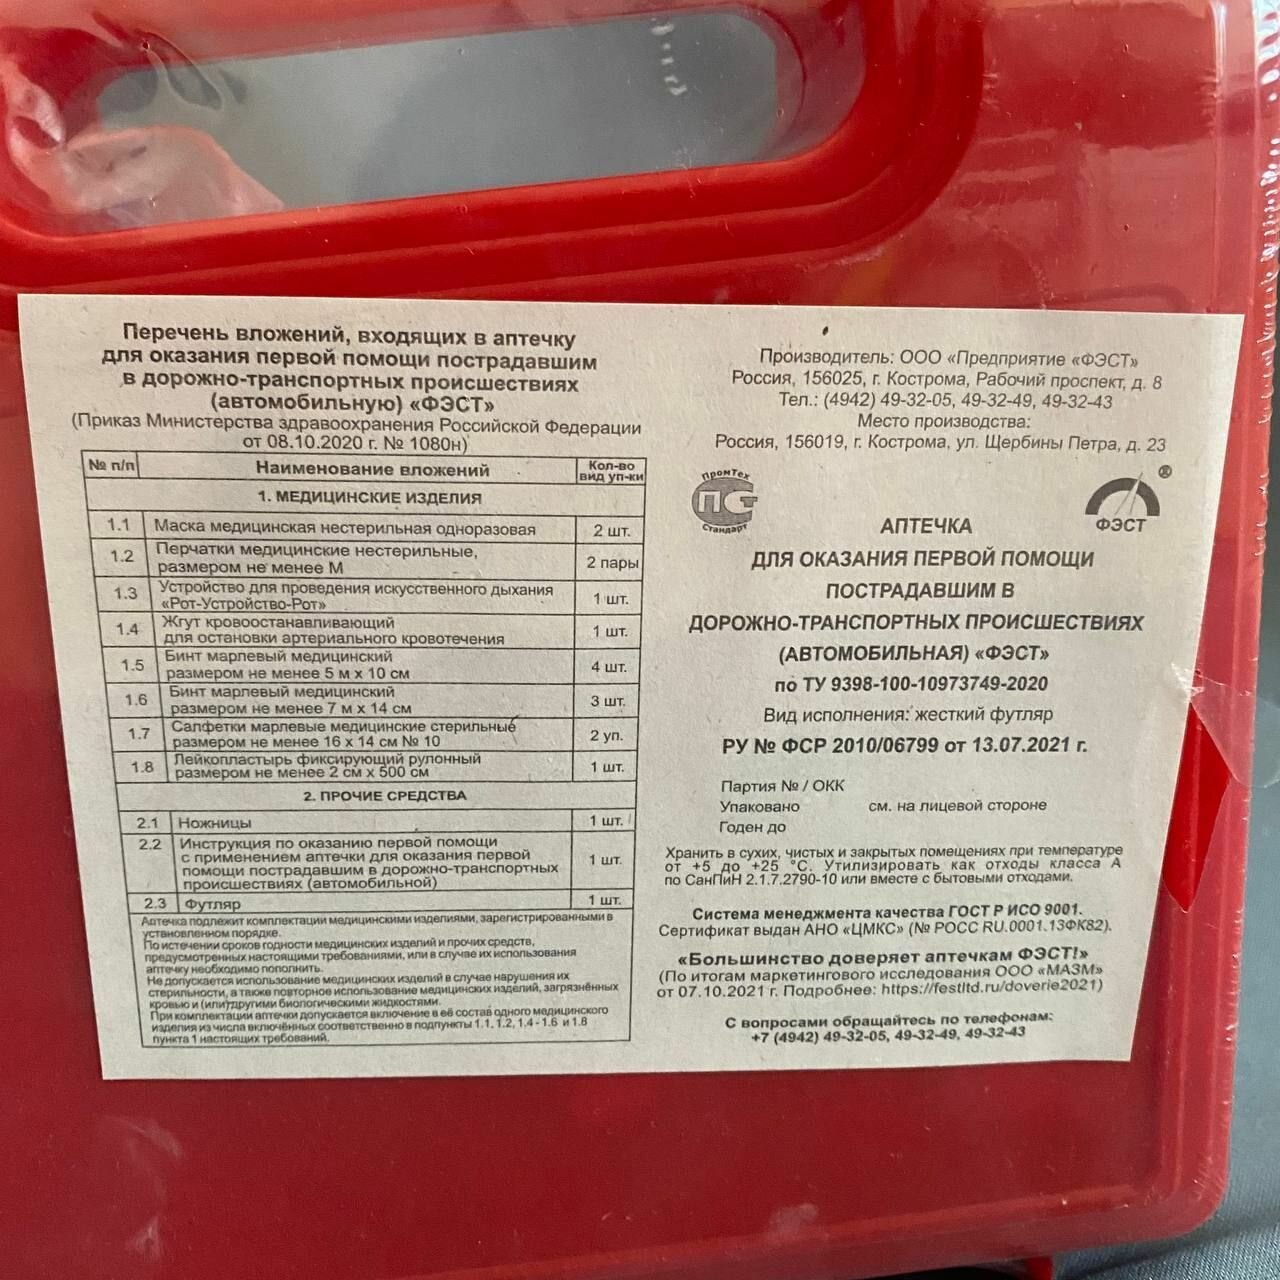 Перечень вложений, входящих в аптечку
для оказания первой помощи пострадавшим
в дорожно-транспортных происшествиях
(автомобильную) «ФЭСТ»
(Приказ Министерства здравоохранения Российской Федерации
от 08.10.2020 г. № 1080н)
№ п/п Наименование вложений Кол-во вид уп-ки
1. МЕДИЦИНСКИЕ ИЗДЕЛИЯ
1.1 Маска медицинская нестерильная одноразовая 2 шт.
1.2 Перчатки медицинские нестерильные,
размером не менее М 2 пары
1.3 Устройство для проведения искусственного дыхания
«Рот-Устройство-Рот» 1 шт.
1.4 Жгут кровоостанавливающий
для остановки артериального кровотечения 1 шт.
1.5 Бинт марлевый медицинский
размером не менее 5 м х 10 см 4 шт.
1.6 Бинт марлевый медицинский
размером не менее 7 м х 14 см 3 шт.
1.7 Салфетки марлевые медицинские стерильные
размером не менее 16 х 14 см № 10 2 уп.
1.8 Лейкопластырь фиксирующий рулонный
размером не менее 2 см х 500 см 1 шт.
2. ПРОЧИЕ СРЕДСТВА
2.1 Ножницы 1 шт.
2.2 Инструкция по оказанию первой помощи
с применением аптечки для оказания первой
помощи пострадавшим в дорожно-транспортных
происшествиях (автомобильной) 1 шт.
2.3 Футляр 1 шт.
Аптечка подлежит комплектации медицинскими изделиями, зарегистрированными в
установленном порядке.
По истечении сроков годности медицинских изделий и прочих средств,
предусмотренных настоящими требованиями, или в случае их использования
аптечку необходимо пополнить.
Не допускается использование медицинских изделий в случае нарушения их
стерильности, а также повторное использование медицинских изделий, загрязнённых
кровью и (или) другими биологическими жидкостями.
При комплектации аптечки допускается включение в её состав одного медицинского
изделия из числа включённых соответственно в подпункты 1.1, 1.2, 1.4 - 1.6 и 1.8
пункта 1 настоящих требований.
Производитель: ООО «Предприятие «ФЭСТ»
Россия, 156025, г. Кострома, Рабочий проспект, д. 8
Тел.: (4942) 49-32-05, 49-32-49, 49-32-43
Место производства:
Россия, 156019, г. Кострома, ул. Щербины Петра, д. 23
ПромТех
ПСТ
Стандарт
®
ФЭСТ
АПТЕЧКА
ДЛЯ ОКАЗАНИЯ ПЕРВОЙ ПОМОЩИ
ПОСТРАДАВШИМ В
ДОРОЖНО-ТРАНСПОРТНЫХ ПРОИСШЕСТВИЯХ
(АВТОМОБИЛЬНАЯ) «ФЭСТ»
по ТУ 9398-100-10973749-2020
Вид исполнения: жесткий футляр
РУ № ФСР 2010/06799 от 13.07.2021 г.
Партия № / ОКК
Упаковано см. на лицевой стороне
Годен до
Хранить в сухих, чистых и закрытых помещениях при температуре
от +5 до +25 °С. Утилизировать как отходы класса А
по СанПиН 2.1.7.2790-10 или вместе с бытовыми отходами.
Система менеджмента качества ГОСТ Р ИСО 9001.
Сертификат выдан АНО «ЦМКС» (№ РОСС RU.0001.13ФК82).
«Большинство доверяет аптечкам ФЭСТ!»
(По итогам маркетингового исследования ООО «МАЗМ»
от 07.10.2021 г. Подробнее: https://festltd.ru/doverie2021)
С вопросами обращайтесь по телефонам:
+7 (4942) 49-32-05, 49-32-49, 49-32-43